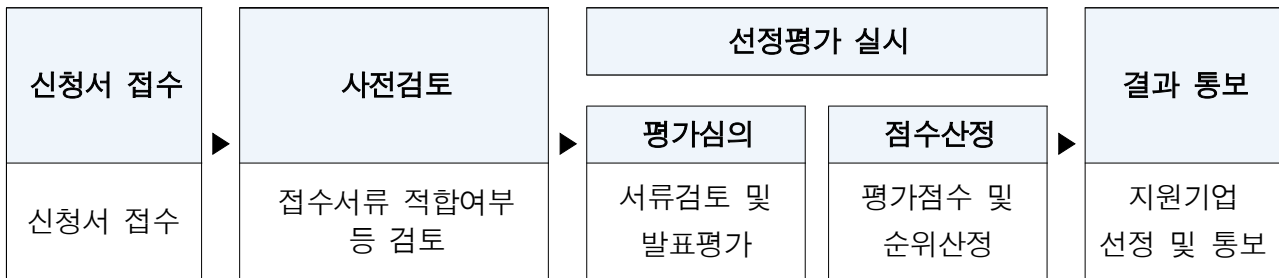 신청서 접수
신청서 접수
▶
사전검토
접수서류 적합여부
등 검토
▶
선정평가 실시
평가심의
서류검토 및
발표평가
점수산정
평가점수 및
순위산정
▶
결과 통보
지원기업
선정 및 통보